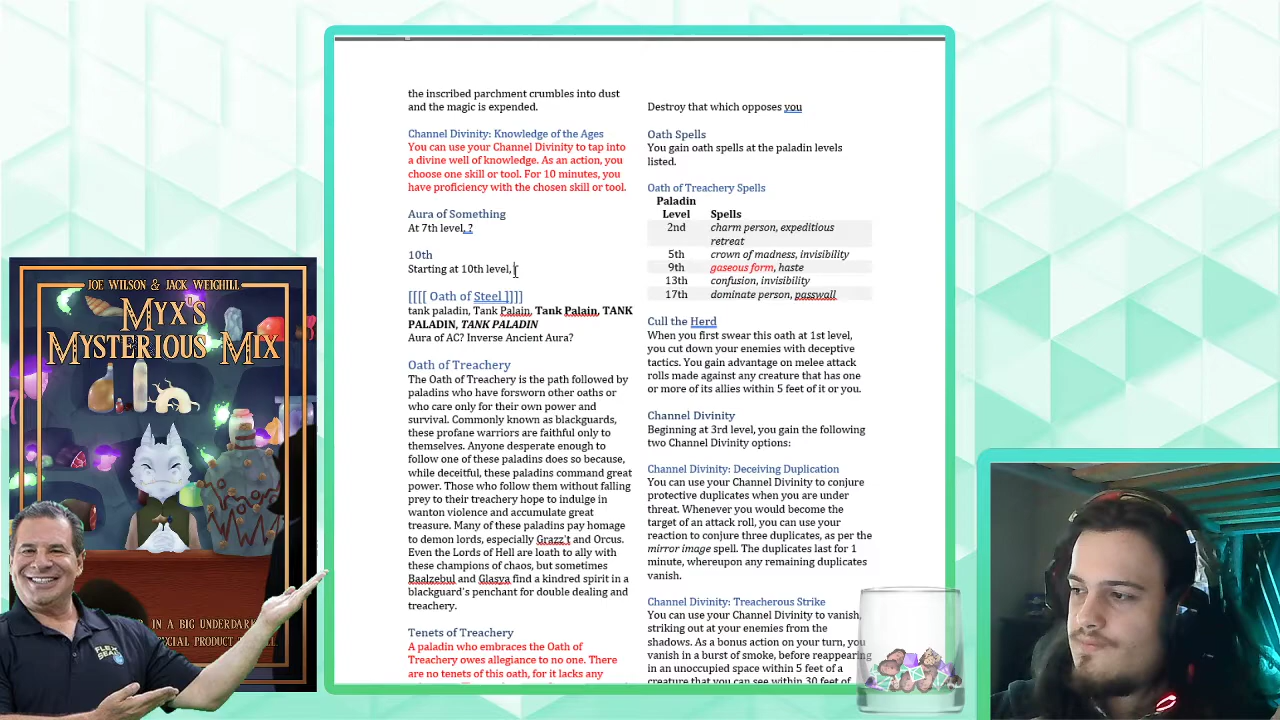 JOE WILSON & JACK WEIGHILL
MYX'S
MYSTERIOUS MIX
FLEX
SEAL
the inscribed parchment crumbles into dust
and the magic is expended.
Channel Divinity: Knowledge of the Ages
You can use your Channel Divinity to tap into
a divine well of knowledge. As an action, you
choose one skill or tool. For 10 minutes, you
have proficiency with the chosen skill or tool.
Aura of Something
At 7th level, ?
10th
Starting at 10th level,
[[[[ Oath of Steel ]]]]
tank paladin, Tank Palain, Tank Palain, TANK
PALADIN, TANK PALADIN
Aura of AC? Inverse Ancient Aura?
Oath of Treachery
The Oath of Treachery is the path followed by
paladins who have forsworn other oaths or
who care only for their own power and
survival. Commonly known as blackguards,
these profane warriors are faithful only to
themselves. Anyone desperate enough to
follow one of these paladins does so because,
while deceitful, these paladins command great
power. Those who follow them without falling
prey to their treachery hope to indulge in
wanton violence and accumulate great
treasure. Many of these paladins pay homage
to demon lords, especially Grazz't and Orcus.
Even the Lords of Hell are loath to ally with
these champions of chaos, but sometimes
Baalzebul and Glasya find a kindred spirit in a
blackguard's penchant for double dealing and
treachery.
Tenets of Treachery
A paladin who embraces the Oath of
Treachery owes allegiance to no one. There
are no tenets of this oath, for it lacks any
Destroy that which opposes you
Oath Spells
You gain oath spells at the paladin levels
listed.
Oath of Treachery Spells
Paladin
Level Spells
2nd charm person, expeditious
retreat
5th crown of madness, invisibility
9th gaseous form, haste
13th confusion, invisibility
17th dominate person, passwall
Cull the Herd
When you first swear this oath at 1st level,
you cut down your enemies with deceptive
tactics. You gain advantage on melee attack
rolls made against any creature that has one
or more of its allies within 5 feet of it or you.
Channel Divinity
Beginning at 3rd level, you gain the following
two Channel Divinity options:
Channel Divinity: Deceiving Duplication
You can use your Channel Divinity to conjure
protective duplicates when you are under
threat. Whenever you would become the
target of an attack roll, you can use your
reaction to conjure three duplicates, as per the
mirror image spell. The duplicates last for 1
minute, whereupon any remaining duplicates
vanish.
Channel Divinity: Treacherous Strike
You can use your Channel Divinity to vanish,
striking out at your enemies from the
shadows. As a bonus action on your turn, you
vanish in a burst of smoke, before reappearing
in an unoccupied space within 5 feet of a
creature that you can see within 30 feet of